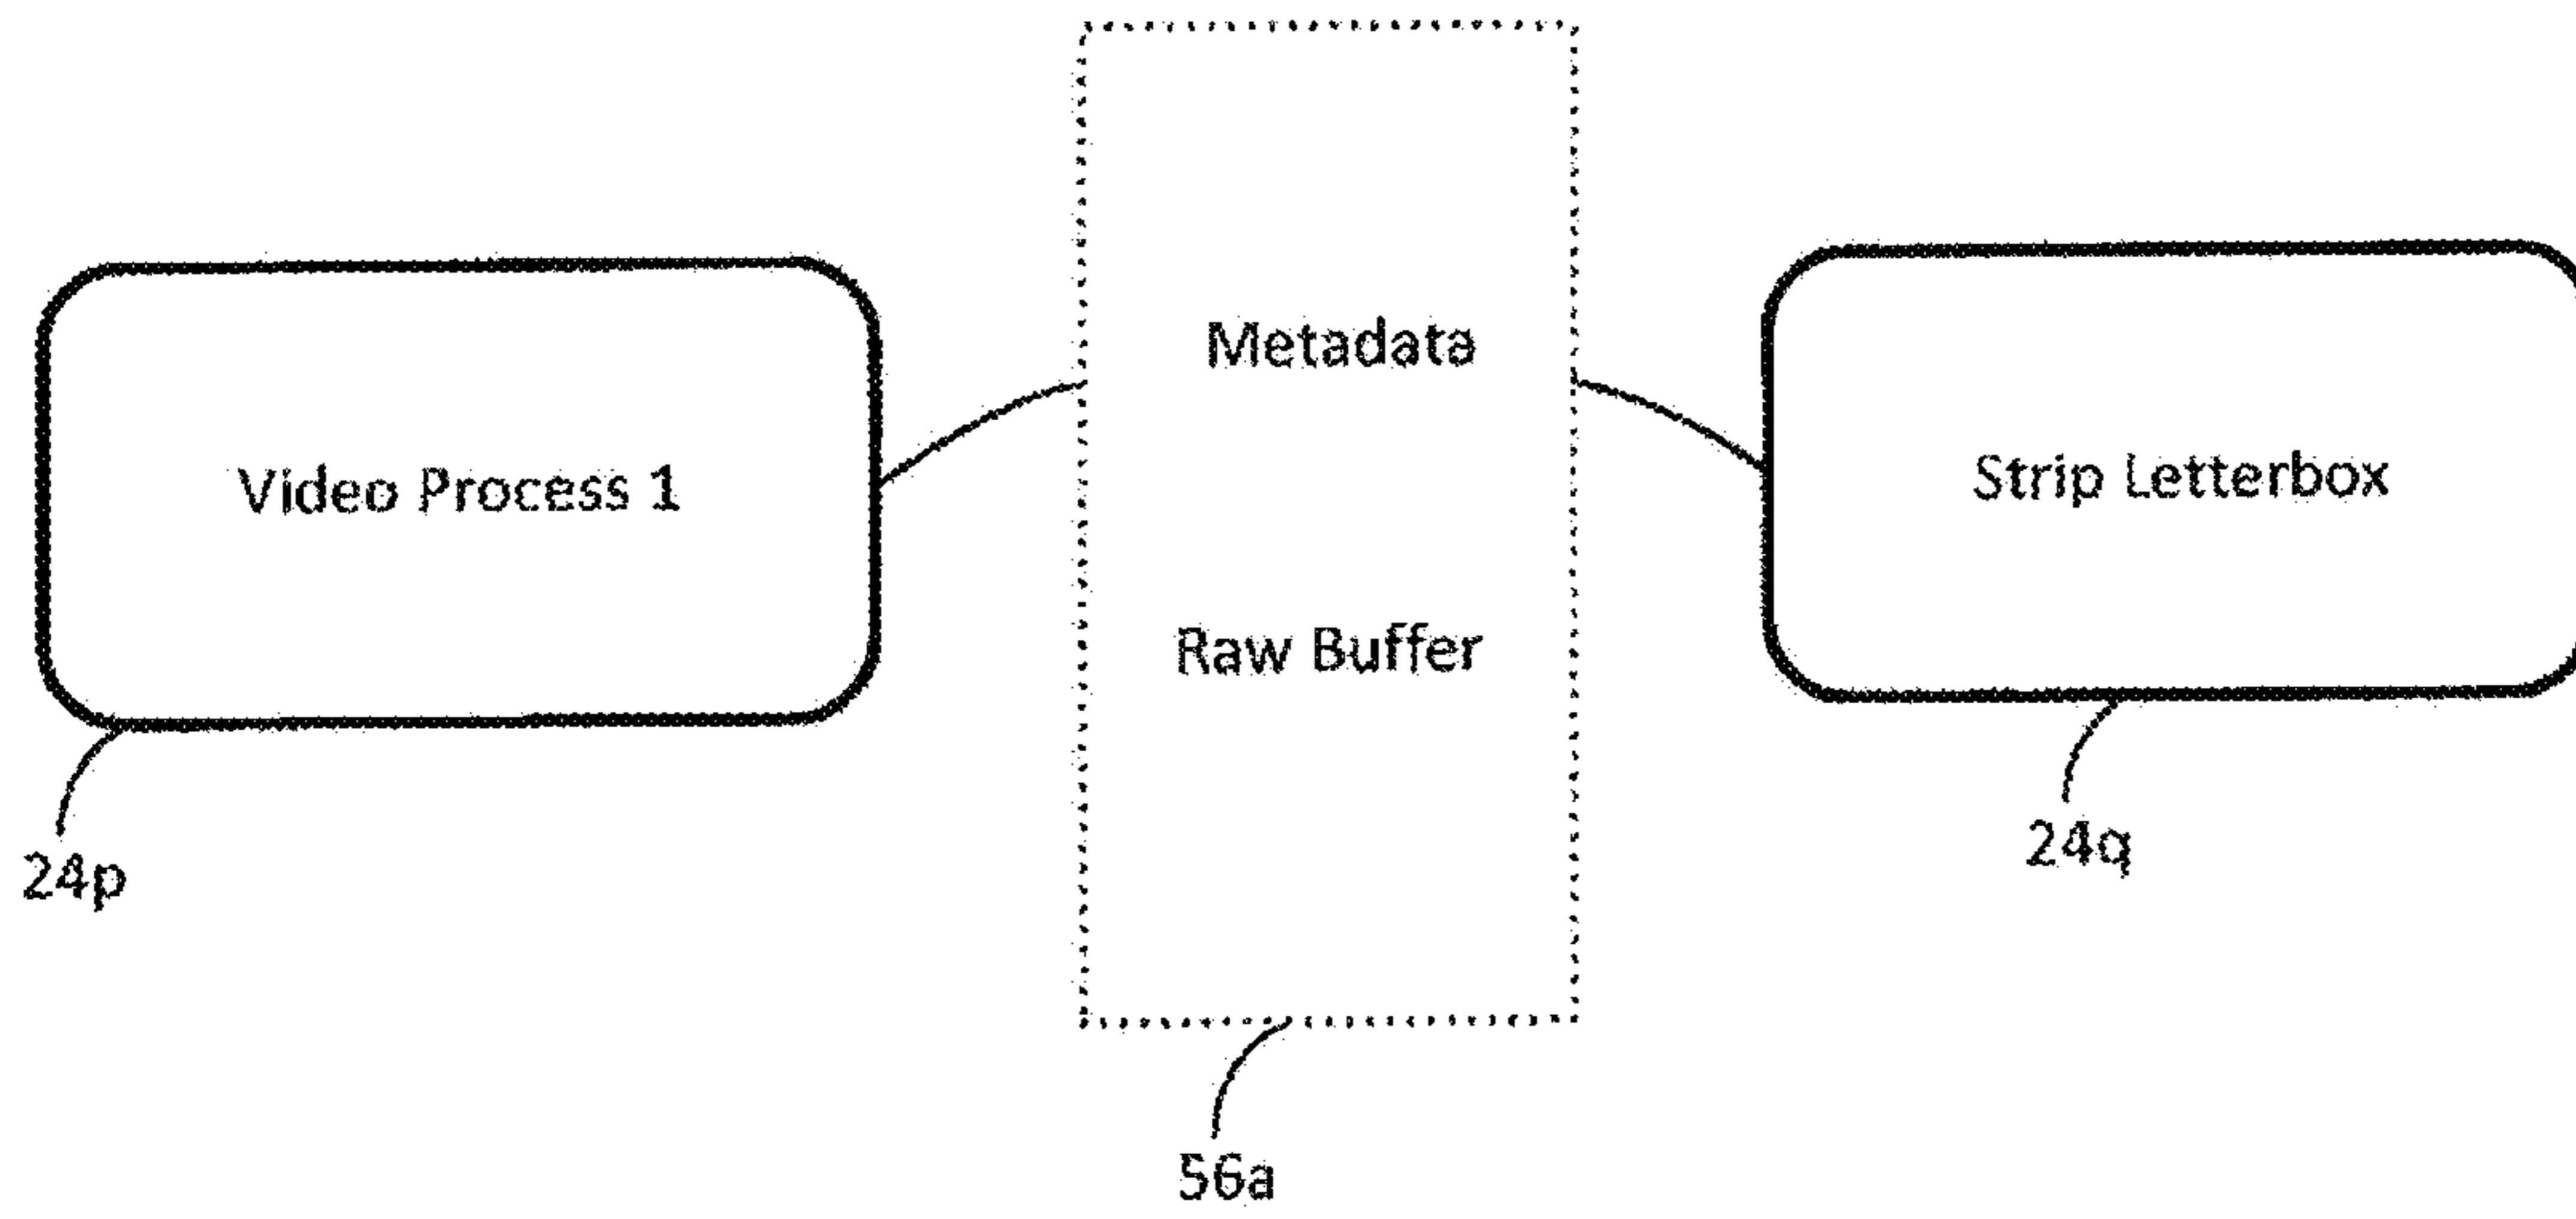 Metadata
Video Process 1
Strip Letterbox
Raw Buffer
24p
24q
56a